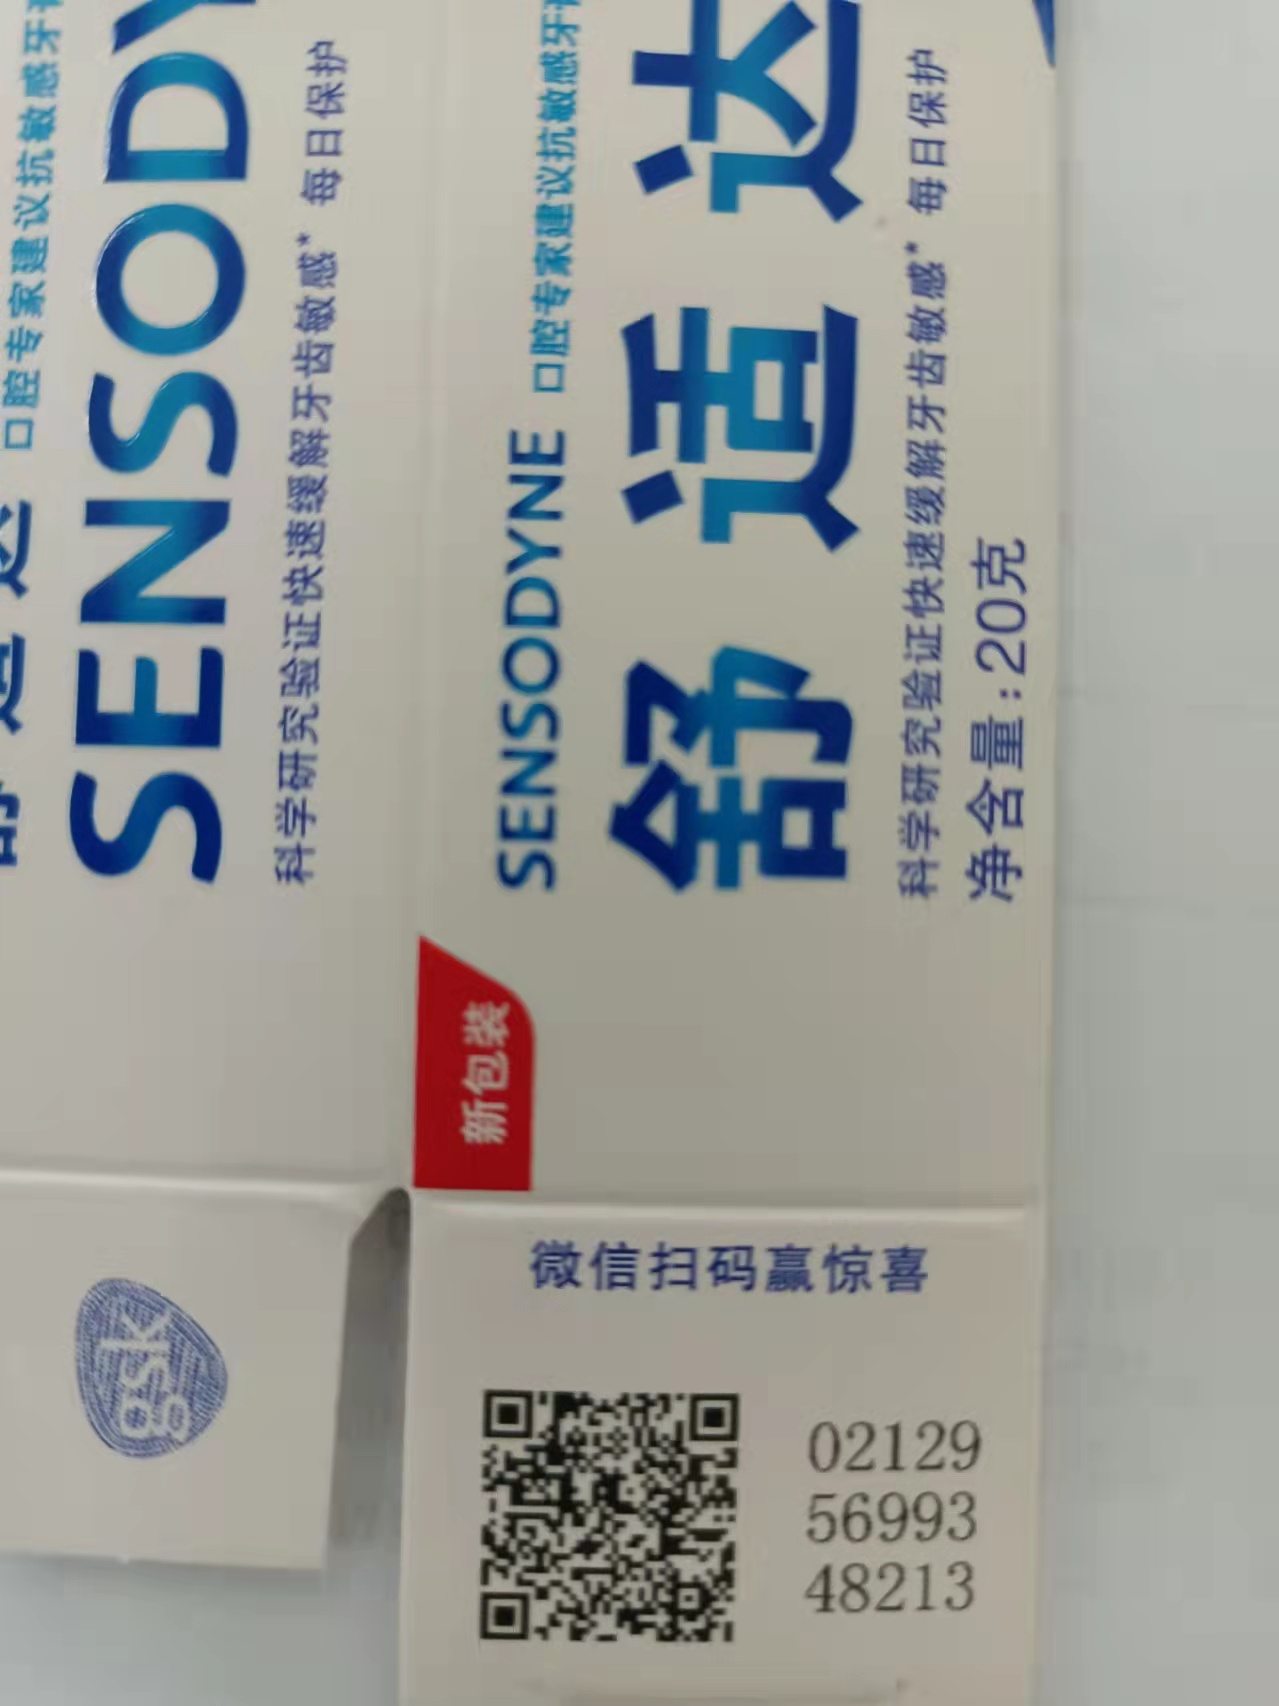 口腔专家建议抗敏感牙
SENSODY
科学研究验证快速缓解牙齿敏感* 每日保护
SENSODYNE 口腔专家建议抗敏感牙
舒适达
科学研究验证快速缓解牙齿敏感* 每日保护
净含量:20克
新包装
gsk
微信扫码赢惊喜
02129
56993
48213